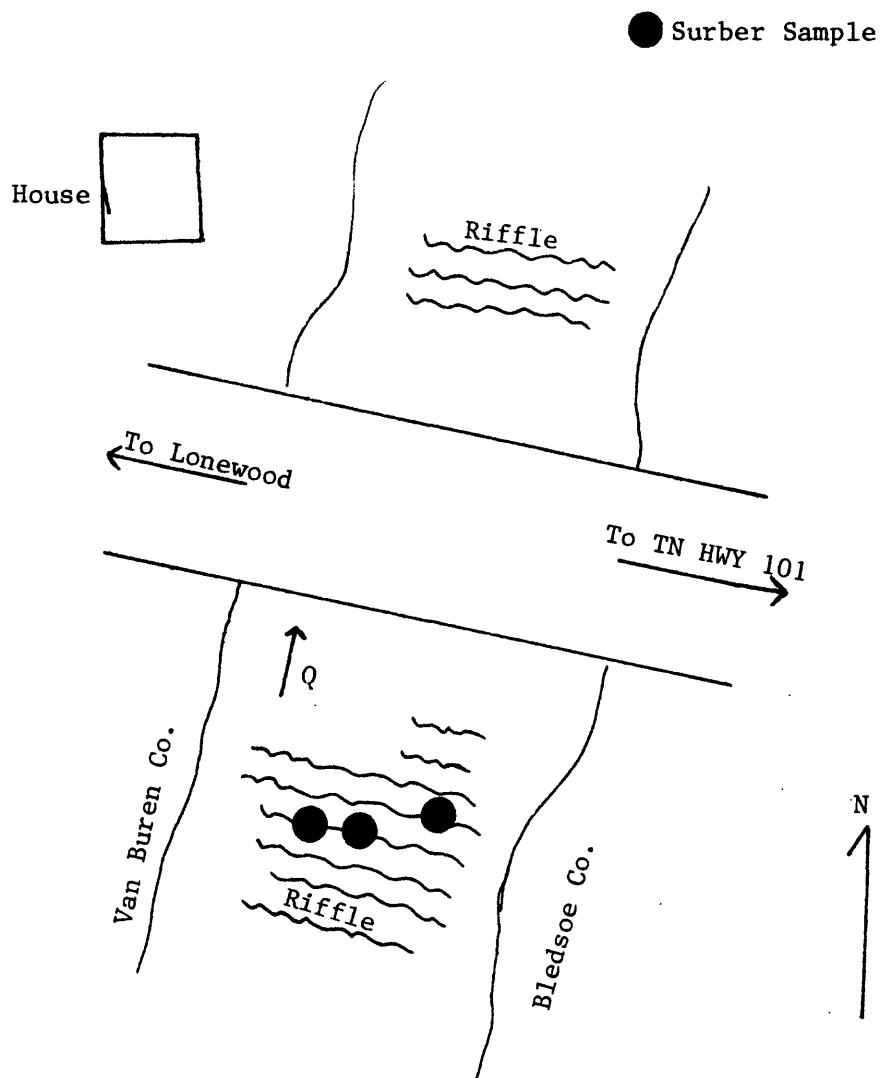 Surber Sample
House
Riffle
To Lonewood
To TN HWY 101
Q
Van Buren Co.
N
Riffle
Bledsoe Co.